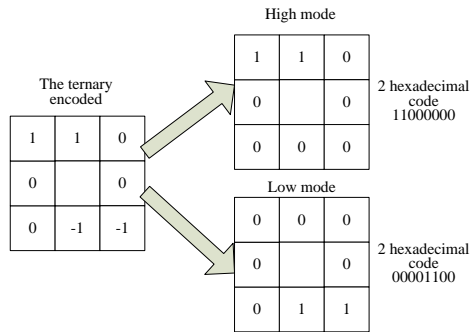 High mode
1 1 0
0 0
0 0 0
2 hexadecimal
code
11000000
The ternary
encoded
1 1 0
0 0
0 -1 -1
Low mode
0 0 0
0 0
0 1 1
2 hexadecimal
code
00001100